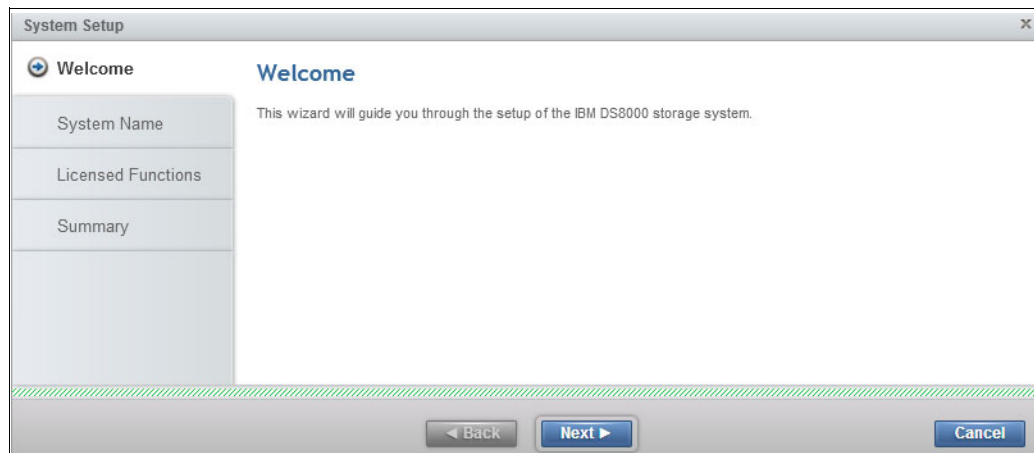 System Setup
x
Welcome
System Name
Licensed Functions
Summary
Welcome
This wizard will guide you through the setup of the IBM DS8000 storage system.
◄ Back
Next ►
Cancel